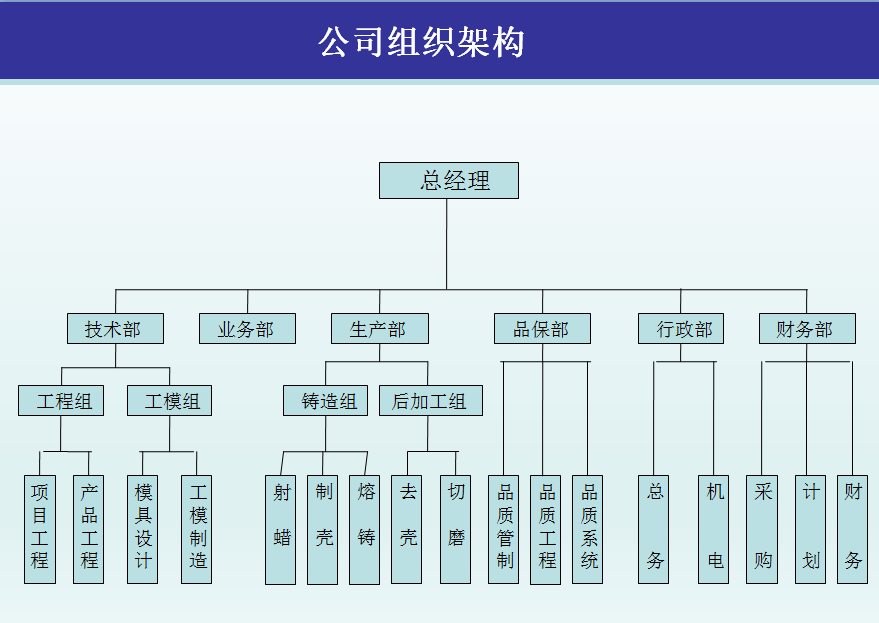 公司组织架构
总经理
技术部
业务部
生产部
品保部
行政部
财务部
工程组
工模组
铸造组
后加工组
项目工程
产品工程
模具设计
工模制造
射蜡
制壳
熔铸
去壳
切磨
品质管制
品质工程
品质系统
总务
机电
采购
计划
财务